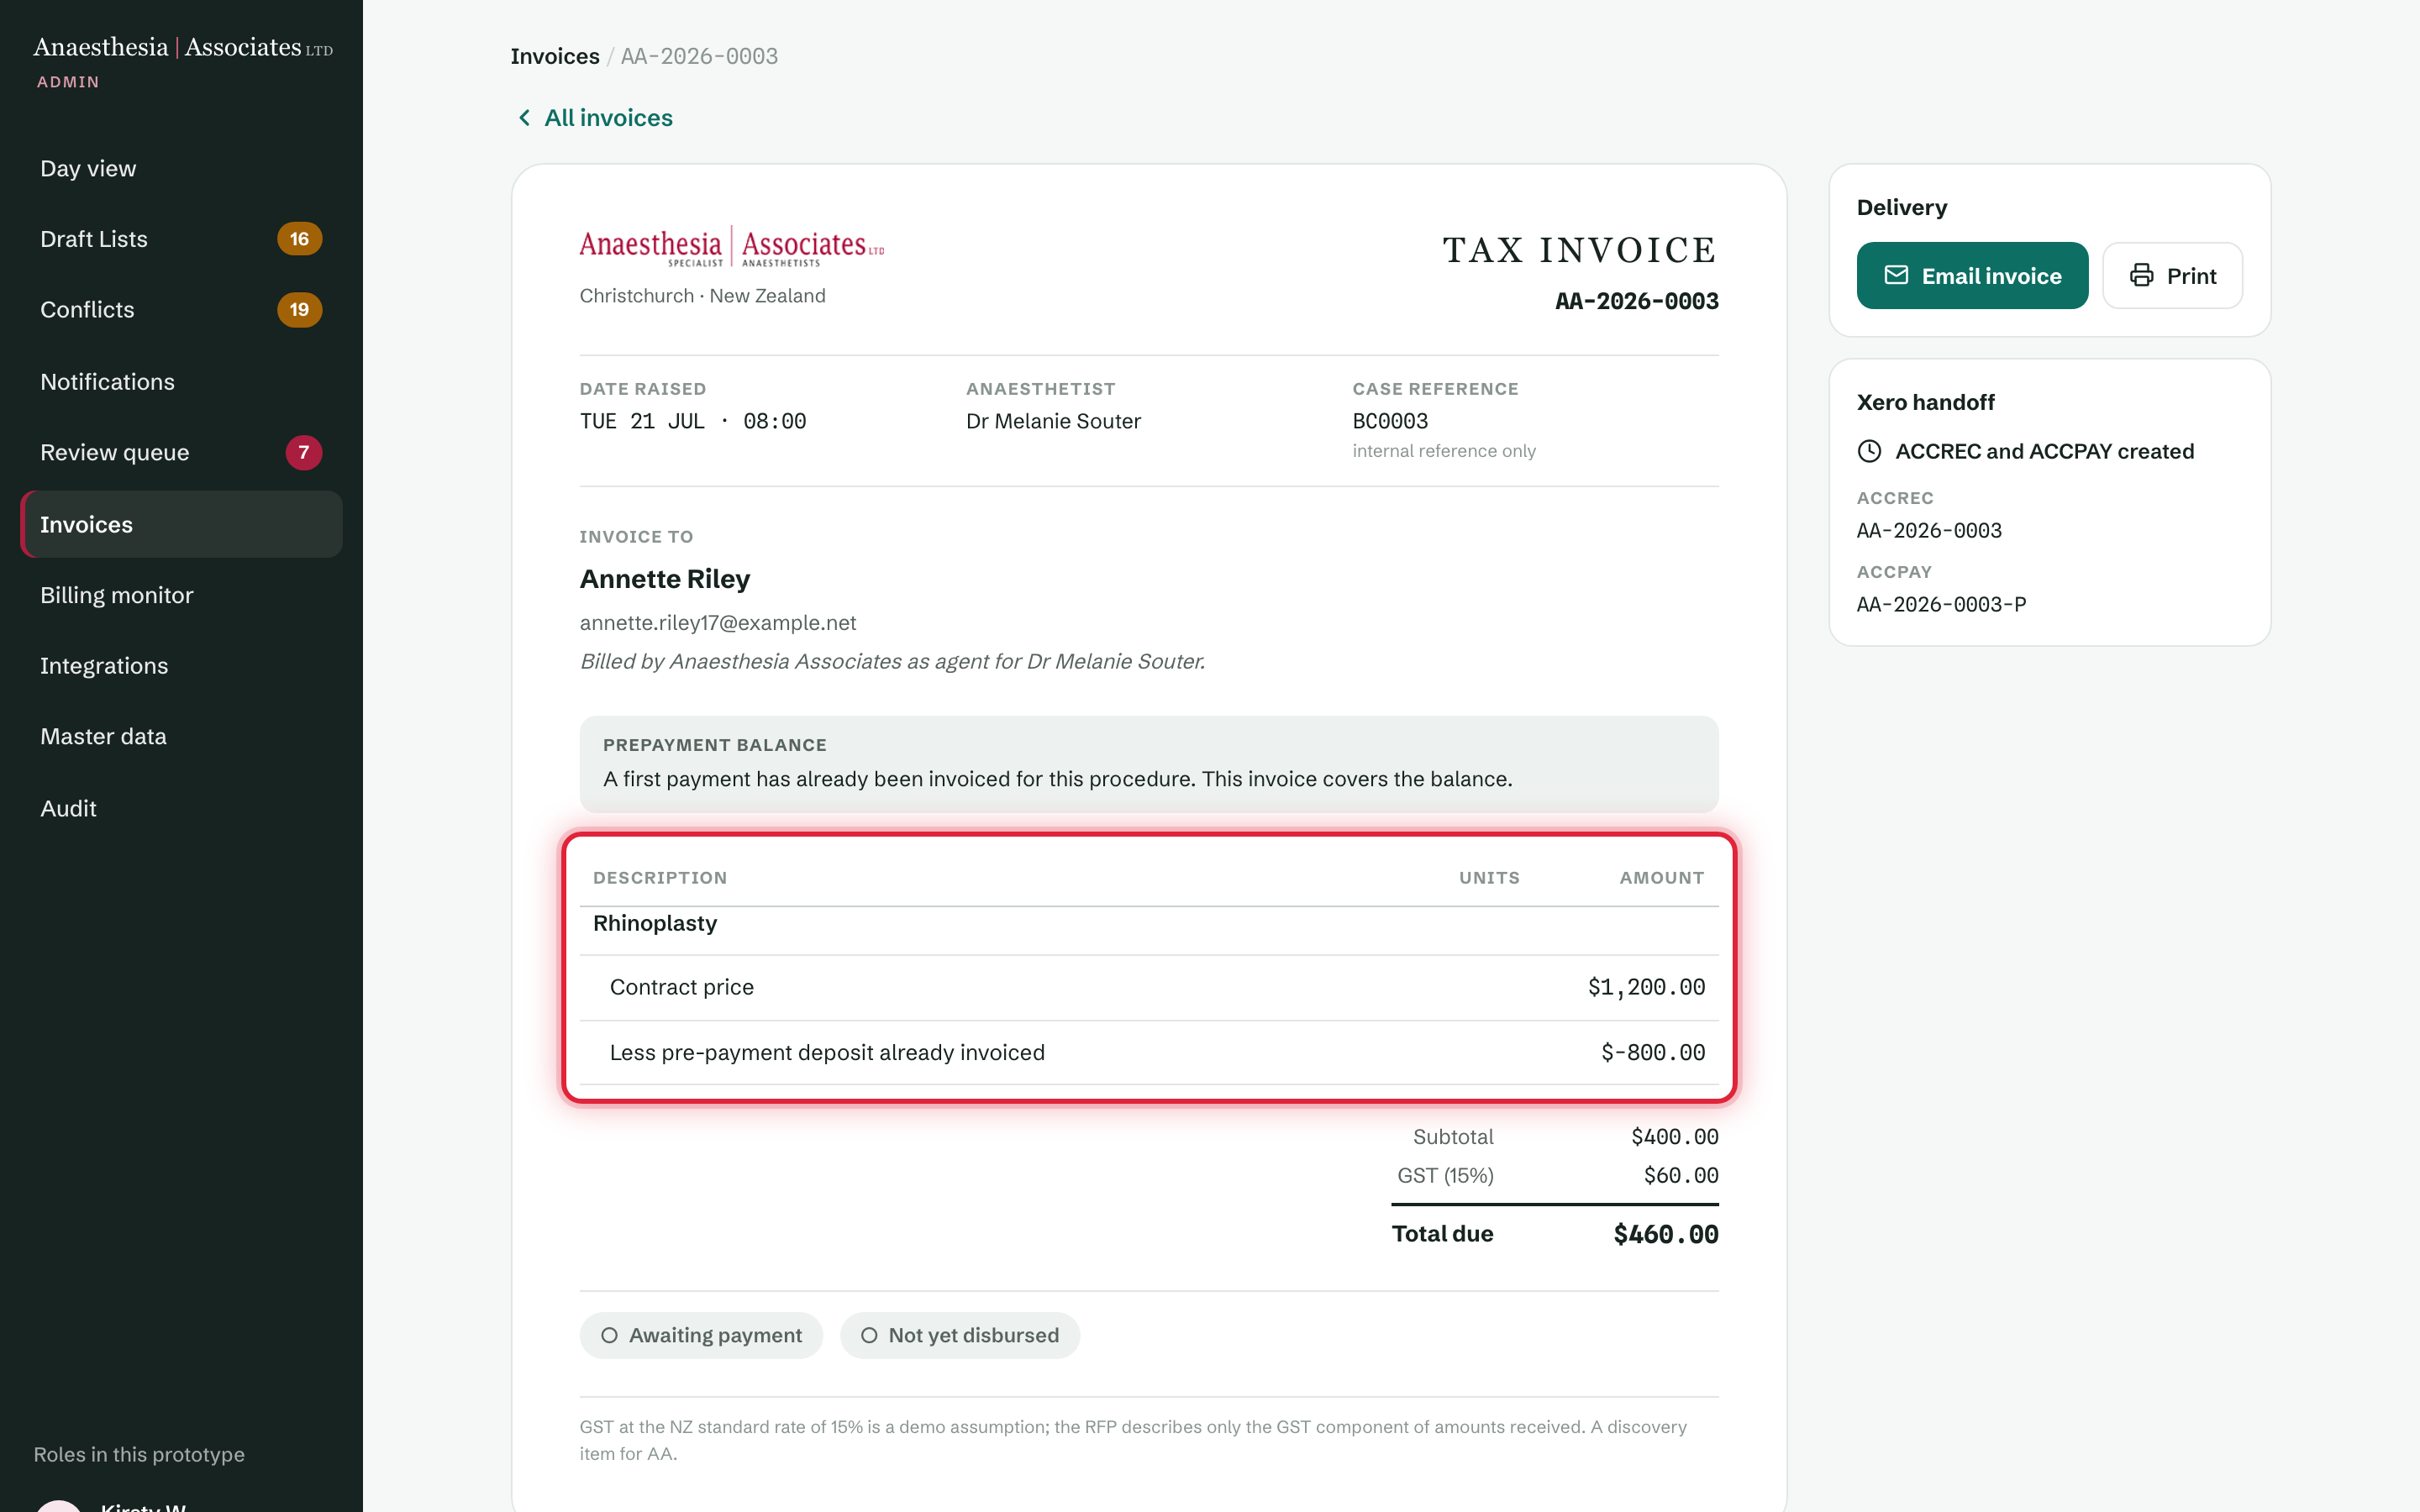 Anaesthesia | Associates LTD
ADMIN
Day view
Draft Lists 16
Conflicts 19
Notifications
Review queue 7
Invoices
Billing monitor
Integrations
Master data
Audit
Roles in this prototype
Kirsty W
Invoices / AA-2026-0003
All invoices
Anaesthesia | Associates LTD
SPECIALIST ANAESTHETISTS
Christchurch · New Zealand
TAX INVOICE
AA-2026-0003
DATE RAISED ANAESTHETIST CASE REFERENCE
TUE 21 JUL · 08:00 Dr Melanie Souter BC0003
internal reference only
INVOICE TO
Annette Riley
annette.riley17@example.net
Billed by Anaesthesia Associates as agent for Dr Melanie Souter.
PREPAYMENT BALANCE
A first payment has already been invoiced for this procedure. This invoice covers the balance.
DESCRIPTION UNITS AMOUNT
Rhinoplasty
Contract price $1,200.00
Less pre-payment deposit already invoiced $-800.00
Subtotal $400.00
GST (15%) $60.00
Total due $460.00
Awaiting payment Not yet disbursed
GST at the NZ standard rate of 15% is a demo assumption; the RFP describes only the GST component of amounts received. A discovery
item for AA.
Delivery
Email invoice Print
Xero handoff
ACCREC and ACCPAY created
ACCREC
AA-2026-0003
ACCPAY
AA-2026-0003-P